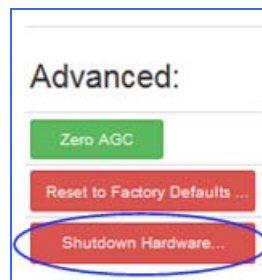 Advanced:
Zero AGC
Reset to Factory Defaults ...
Shutdown Hardware...